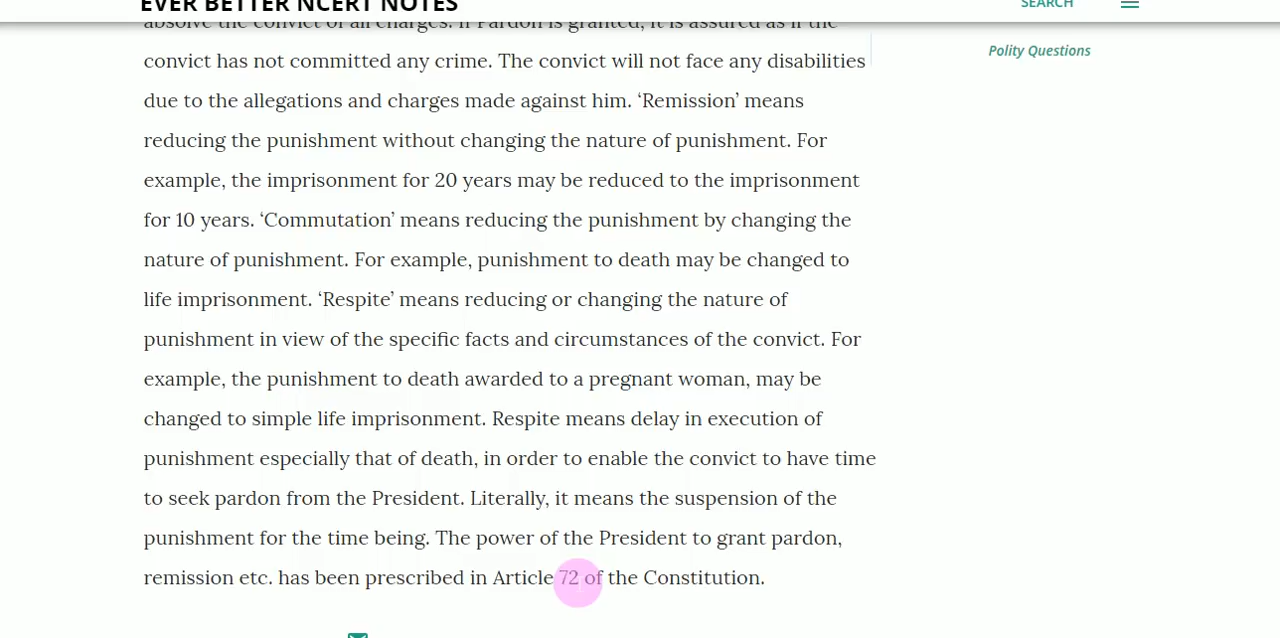 EVER BETTER NCERT NOTES
SEARCH
absolve the convict of all charges. If Pardon is granted, it is assured as if the
convict has not committed any crime. The convict will not face any disabilities
due to the allegations and charges made against him. ‘Remission’ means
reducing the punishment without changing the nature of punishment. For
example, the imprisonment for 20 years may be reduced to the imprisonment
for 10 years. ‘Commutation’ means reducing the punishment by changing the
nature of punishment. For example, punishment to death may be changed to
life imprisonment. ‘Respite’ means reducing or changing the nature of
punishment in view of the specific facts and circumstances of the convict. For
example, the punishment to death awarded to a pregnant woman, may be
changed to simple life imprisonment. Respite means delay in execution of
punishment especially that of death, in order to enable the convict to have time
to seek pardon from the President. Literally, it means the suspension of the
punishment for the time being. The power of the President to grant pardon,
remission etc. has been prescribed in Article 72 of the Constitution.
Polity Questions